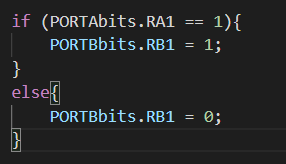 if (PORTAbits.RA1 == 1){
    PORTBbits.RB1 = 1;
}
else{
    PORTBbits.RB1 = 0;
}